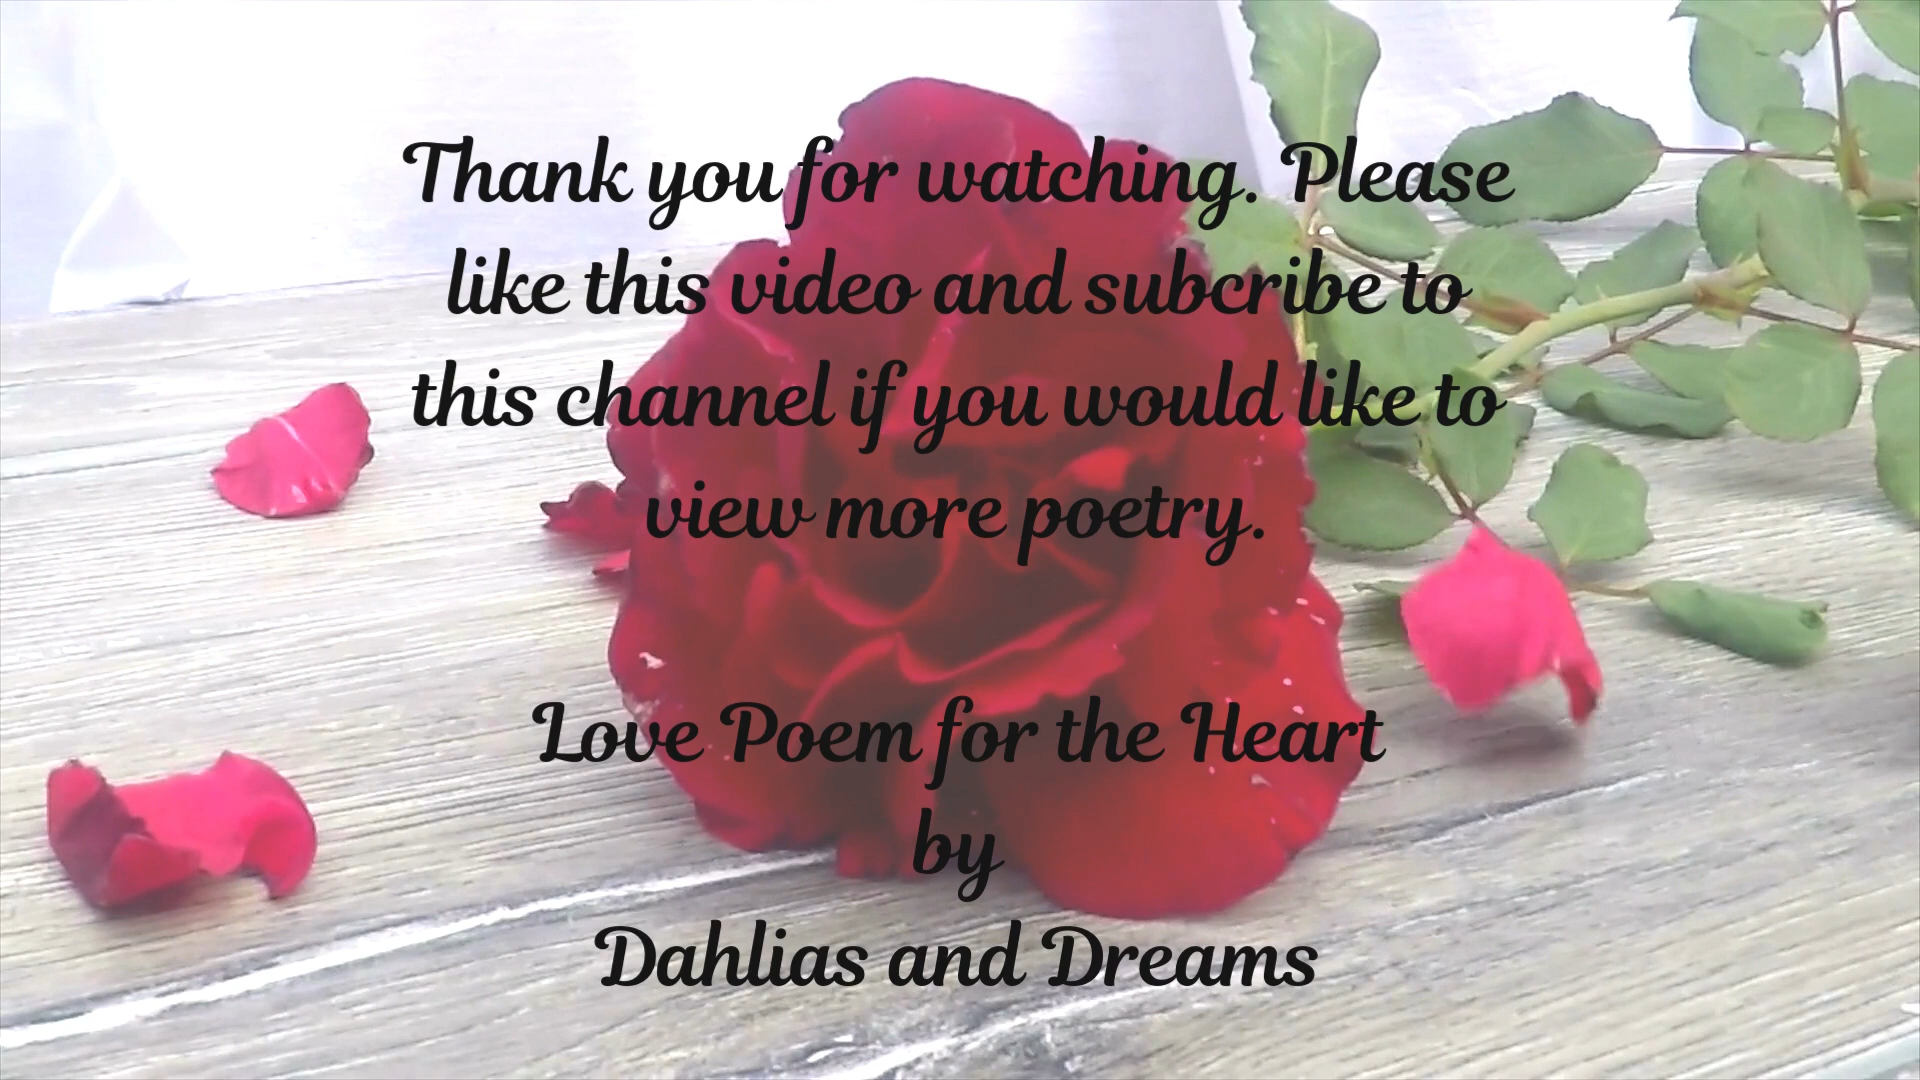 Thank you for watching. Please
like this video and subcribe to
this channel if you would like to
view more poetry.
Love Poem for the Heart
by
Dahlias and Dreams